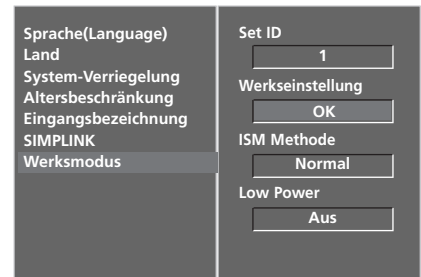 Sprache(Language)
Land
System-Verriegelung
Altersbeschränkung
Eingangsbezeichnung
SIMPLINK
Werksmodus
Set ID
1
Werkseinstellung
OK
ISM Methode
Normal
Low Power
Aus